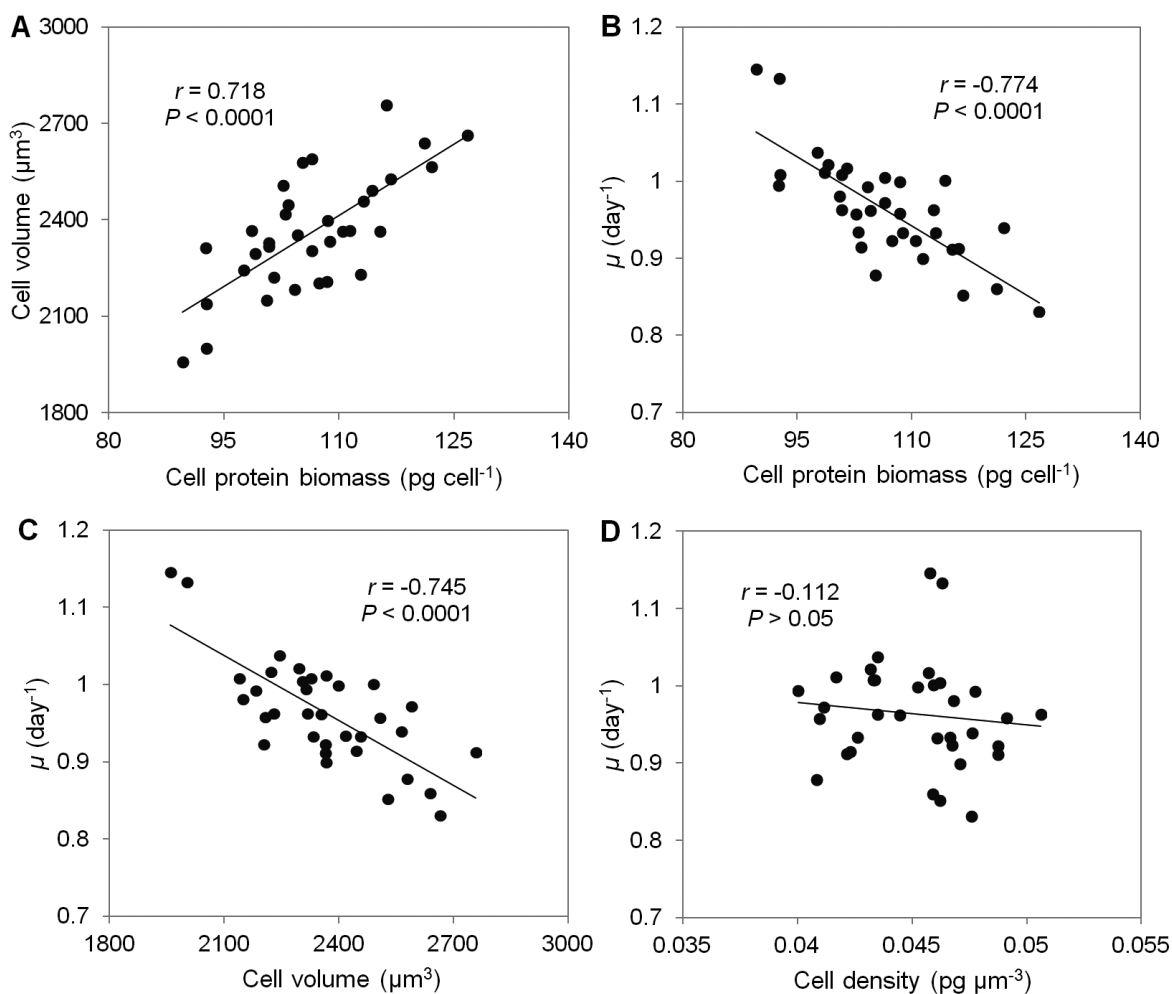 A
3000
2700
2400
2100
1800
Cell volume (µm³)
r = 0.718
P < 0.0001
80 95 110 125 140
Cell protein biomass (pg cell⁻¹)
B
1.2
1.1
1
0.9
0.8
0.7
µ (day⁻¹)
r = -0.774
P < 0.0001
80 95 110 125 140
Cell protein biomass (pg cell⁻¹)
C
1.2
1.1
1
0.9
0.8
0.7
µ (day⁻¹)
r = -0.745
P < 0.0001
1800 2100 2400 2700 3000
Cell volume (µm³)
D
1.2
1.1
1
0.9
0.8
0.7
µ (day⁻¹)
r = -0.112
P > 0.05
0.035 0.04 0.045 0.05 0.055
Cell density (pg µm⁻³)